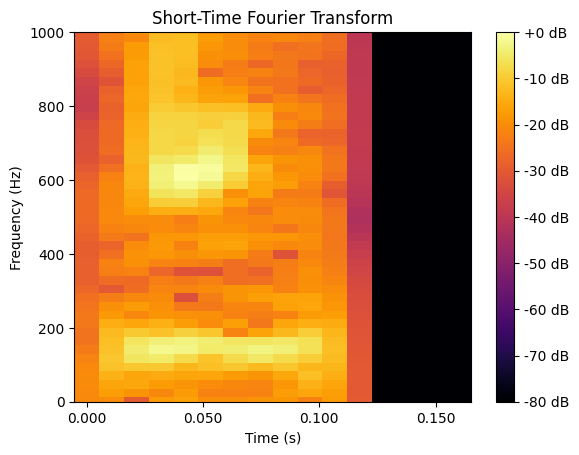 Short-Time Fourier Transform
1000
800
600
400
200
0
Frequency (Hz)
0.000
0.050
0.100
0.150
Time (s)
+0 dB
-10 dB
-20 dB
-30 dB
-40 dB
-50 dB
-60 dB
-70 dB
-80 dB